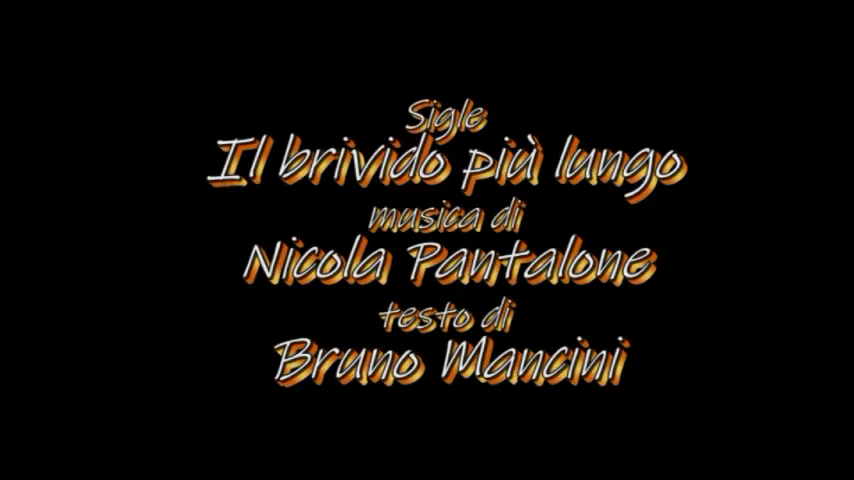 Sigle
Il brivido più lungo
musica di
Nicola Pantalone
testo di
Bruno Mancini